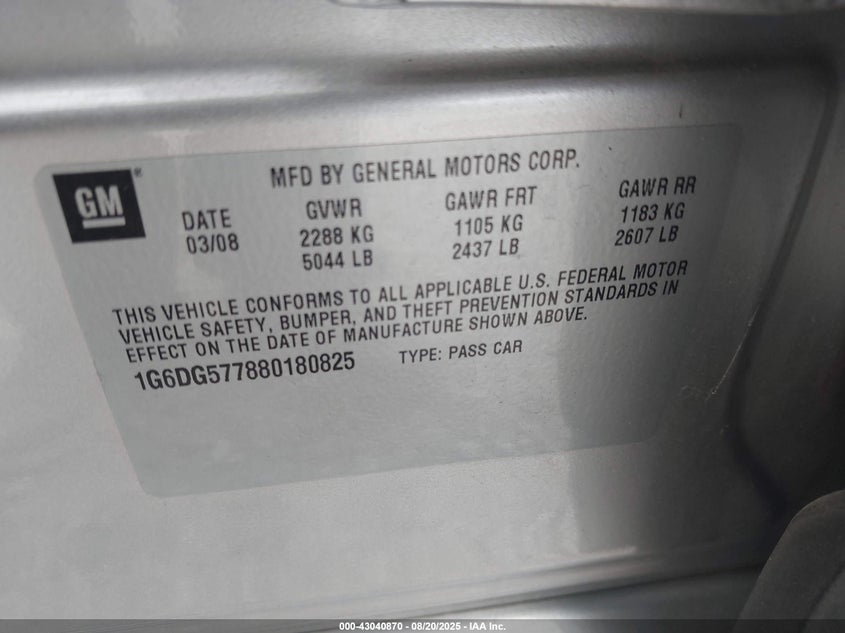 GM®
MFD BY GENERAL MOTORS CORP.
DATE GVWR GAWR FRT GAWR RR
03/08 2288 KG 1105 KG 1183 KG
5044 LB 2437 LB 2607 LB
THIS VEHICLE CONFORMS TO ALL APPLICABLE U.S. FEDERAL MOTOR
VEHICLE SAFETY, BUMPER, AND THEFT PREVENTION STANDARDS IN
EFFECT ON THE DATE OF MANUFACTURE SHOWN ABOVE.
1G6DG577880180825 TYPE: PASS CAR
000-43040870 - 08/20/2025 - IAA Inc.